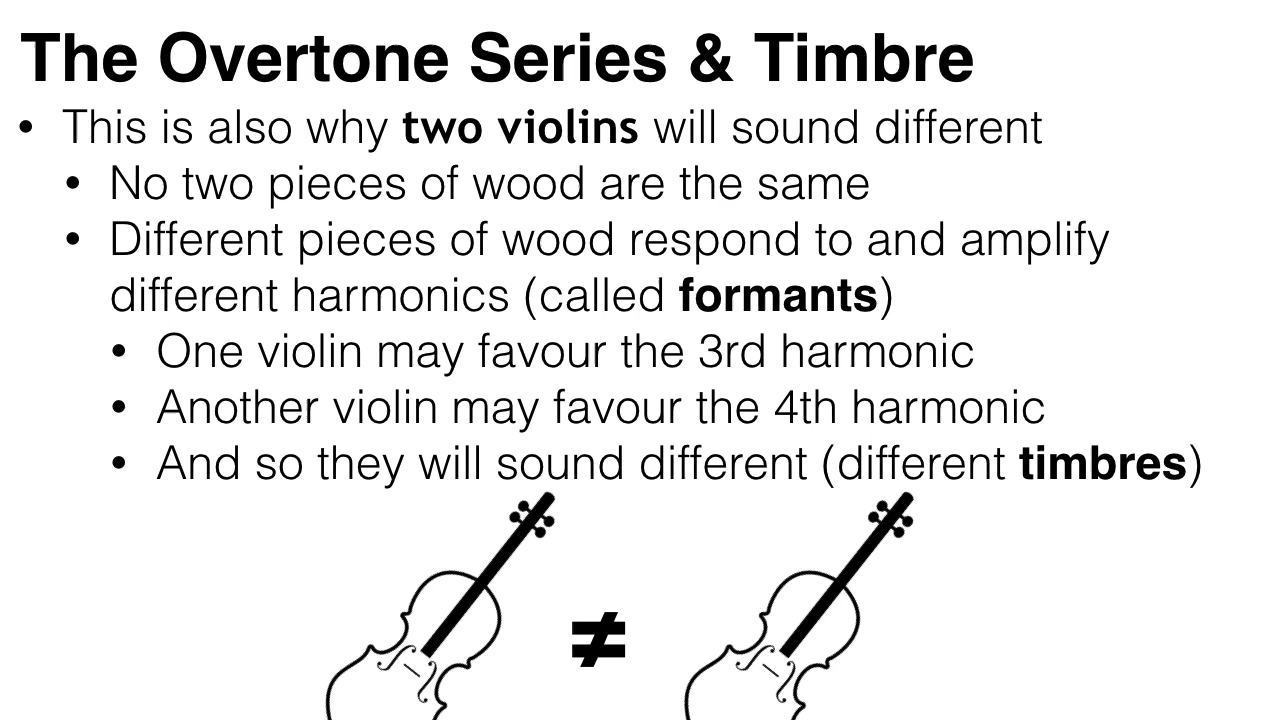 The Overtone Series & Timbre
• This is also why two violins will sound different
• No two pieces of wood are the same
• Different pieces of wood respond to and amplify
different harmonics (called formants)
• One violin may favour the 3rd harmonic
• Another violin may favour the 4th harmonic
• And so they will sound different (different timbres)
≠